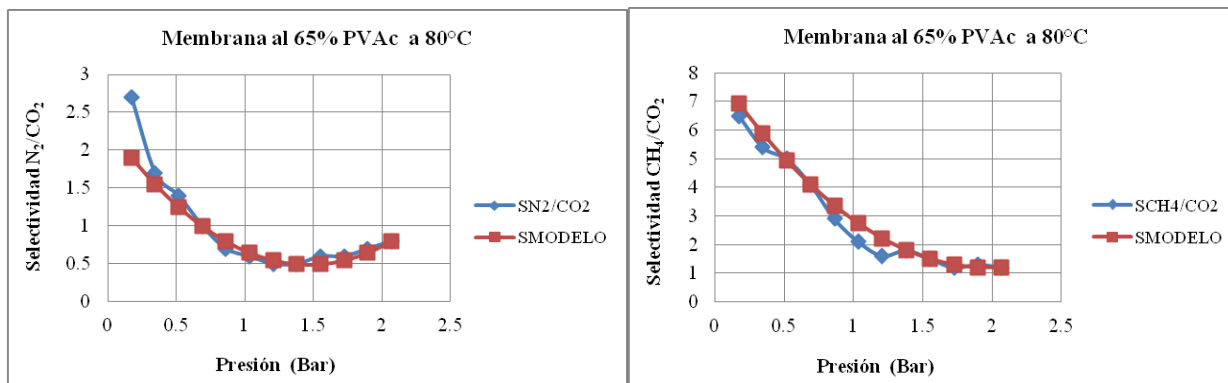 Membrana al 65% PVAc a 80°C
Selectividad N₂/CO₂
3
2.5
2
1.5
1
0.5
0
0 0.5 1 1.5 2 2.5
Presión (Bar)
SN2/CO2
SMODELO
Membrana al 65% PVAc a 80°C
Selectividad CH₄/CO₂
8
7
6
5
4
3
2
1
0
0 0.5 1 1.5 2 2.5
Presión (Bar)
SCH4/CO2
SMODELO